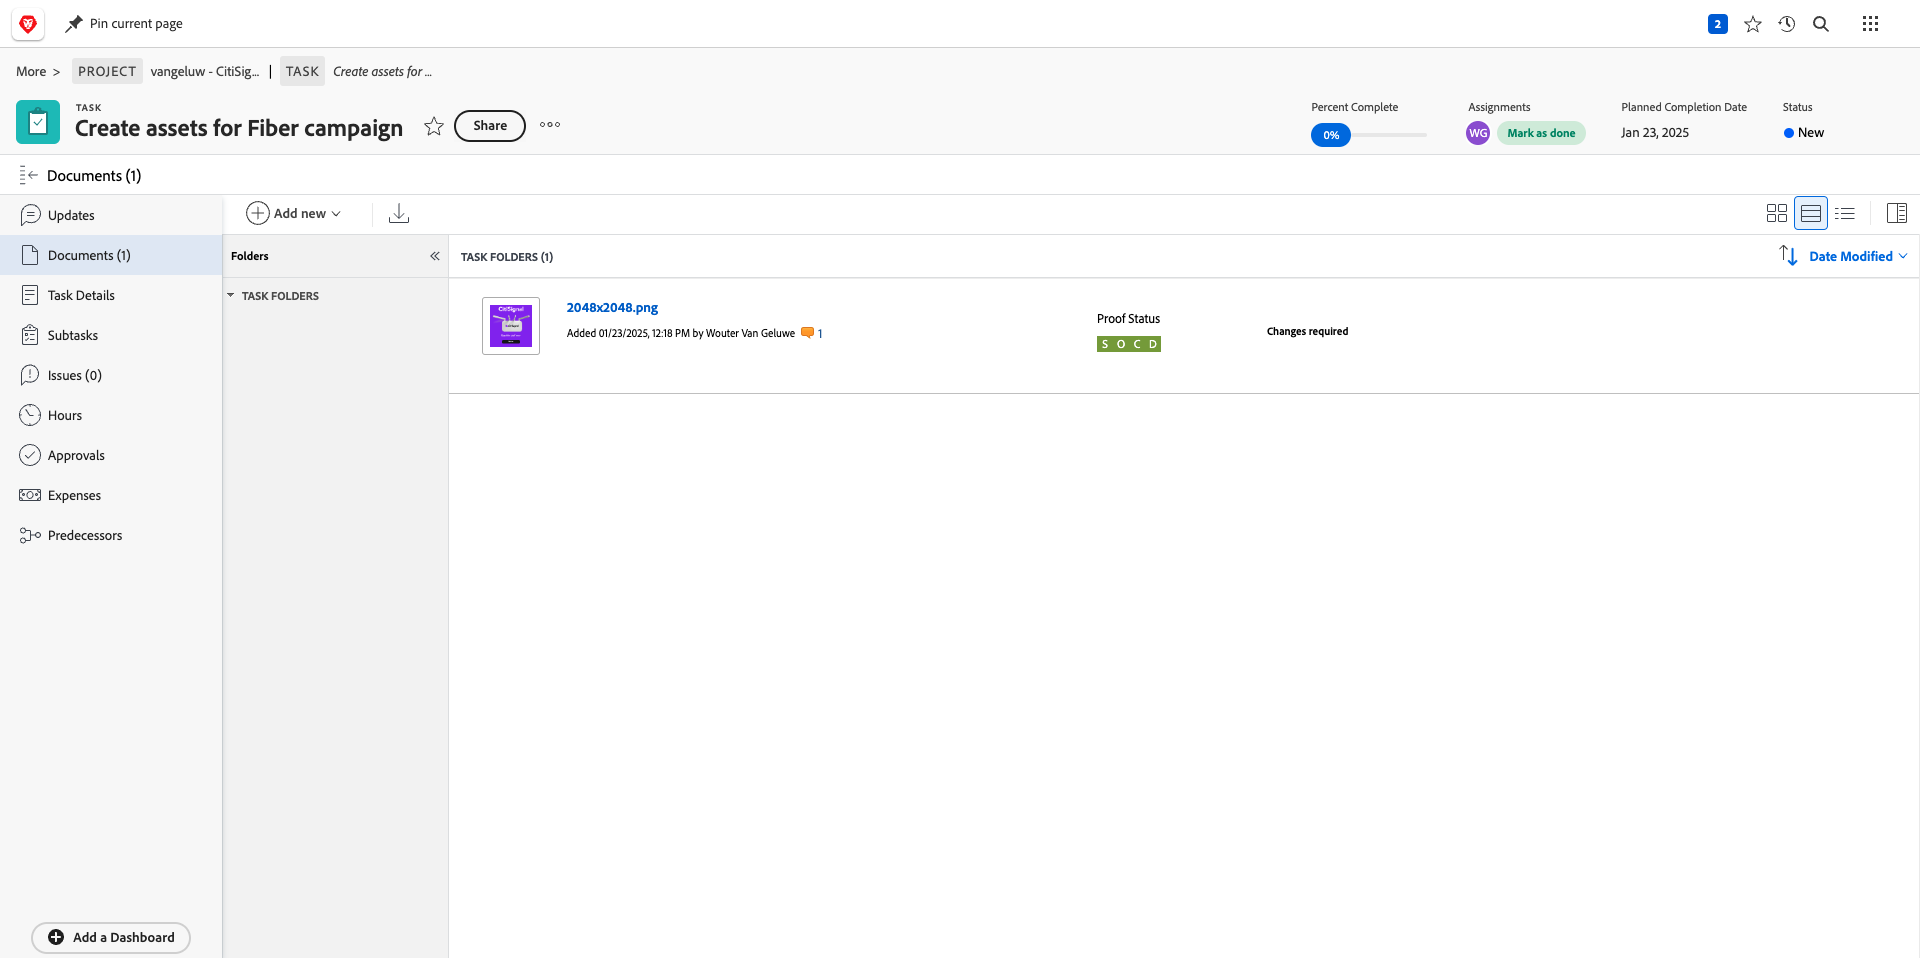 Pin current page
2
More >
PROJECT
vangeluw - CitiSig...
|
TASK
Create assets for ...
TASK
Create assets for Fiber campaign
Share
Percent Complete
0%
Assignments
WG
Mark as done
Planned Completion Date
Jan 23, 2025
Status
New
Documents (1)
Updates
Documents (1)
Task Details
Subtasks
Issues (0)
Hours
Approvals
Expenses
Predecessors
Add a Dashboard
Add new
Folders
TASK FOLDERS
TASK FOLDERS (1)
Date Modified
CitiSignal
2048x2048.png
Added 01/23/2025, 12:18 PM by Wouter Van Geluwe
1
Proof Status
S O C D
Changes required